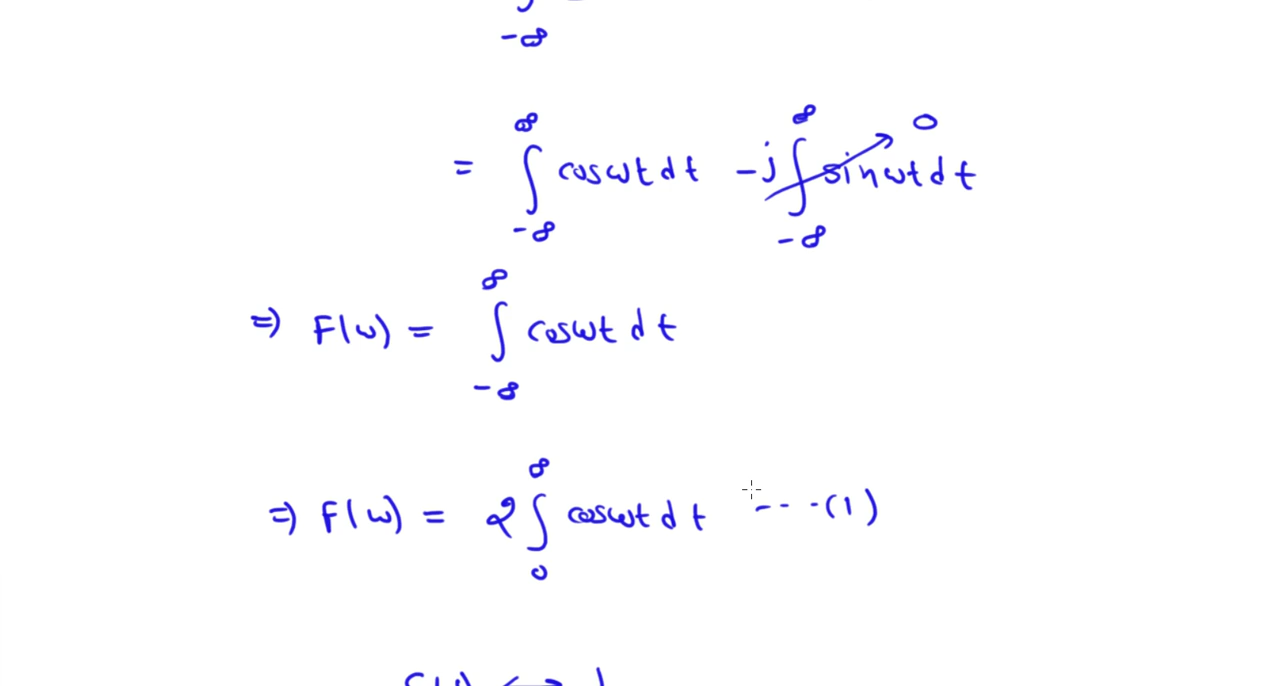 -∞
= ∫_{-∞}^{∞} cosωt dt - j ∫_{-∞}^{∞} sinωt dt → 0
⇒ F(ω) = ∫_{-∞}^{∞} cosωt dt
⇒ F(ω) = 2 ∫_{0}^{∞} cosωt dt ---(1)